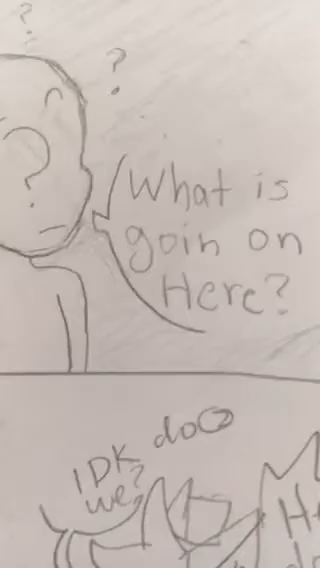 ?
?
What is
goin on
Here?
IDK do
we?